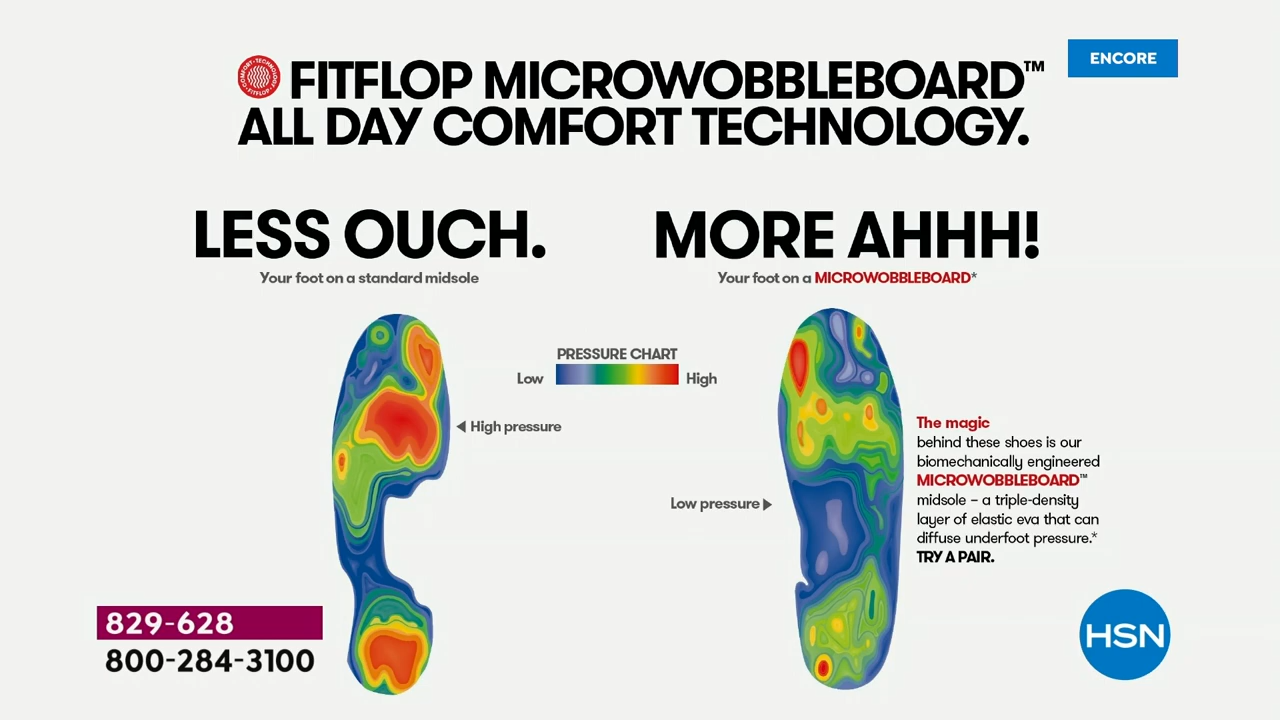 ENCORE
FITFLOP MICROWOBBLEBOARD™
ALL DAY COMFORT TECHNOLOGY.
LESS OUCH.
Your foot on a standard midsole
MORE AHHH!
Your foot on a MICROWOBBLEBOARD*
PRESSURE CHART
Low
High
High pressure
Low pressure
The magic
behind these shoes is our
biomechanically engineered
MICROWOBBLEBOARD™
midsole – a triple-density
layer of elastic eva that can
diffuse underfoot pressure.*
TRY A PAIR.
829-628
800-284-3100
HSN